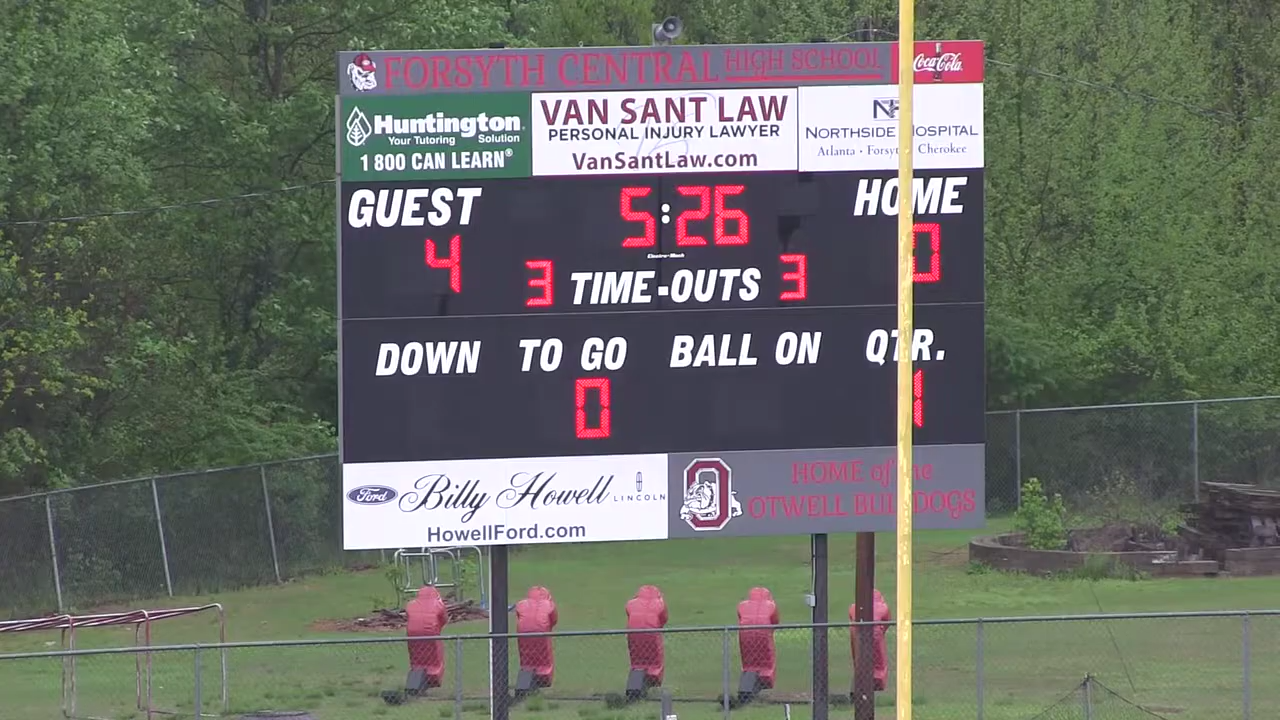 FORSYTH CENTRAL HIGH SCHOOL
Coca-Cola
Huntington
Your Tutoring Solution
1 800 CAN LEARN®
VAN SANT LAW
PERSONAL INJURY LAWYER
VanSantLaw.com
NORTHSIDE HOSPITAL
Atlanta · Forsyth Cherokee
GUEST 5:26 HOME
4 0
3 TIME-OUTS 3
DOWN TO GO BALL ON QTR.
0 1
Ford Billy Howell LINCOLN
HowellFord.com
HOME of the
OTWELL BULLDOGS